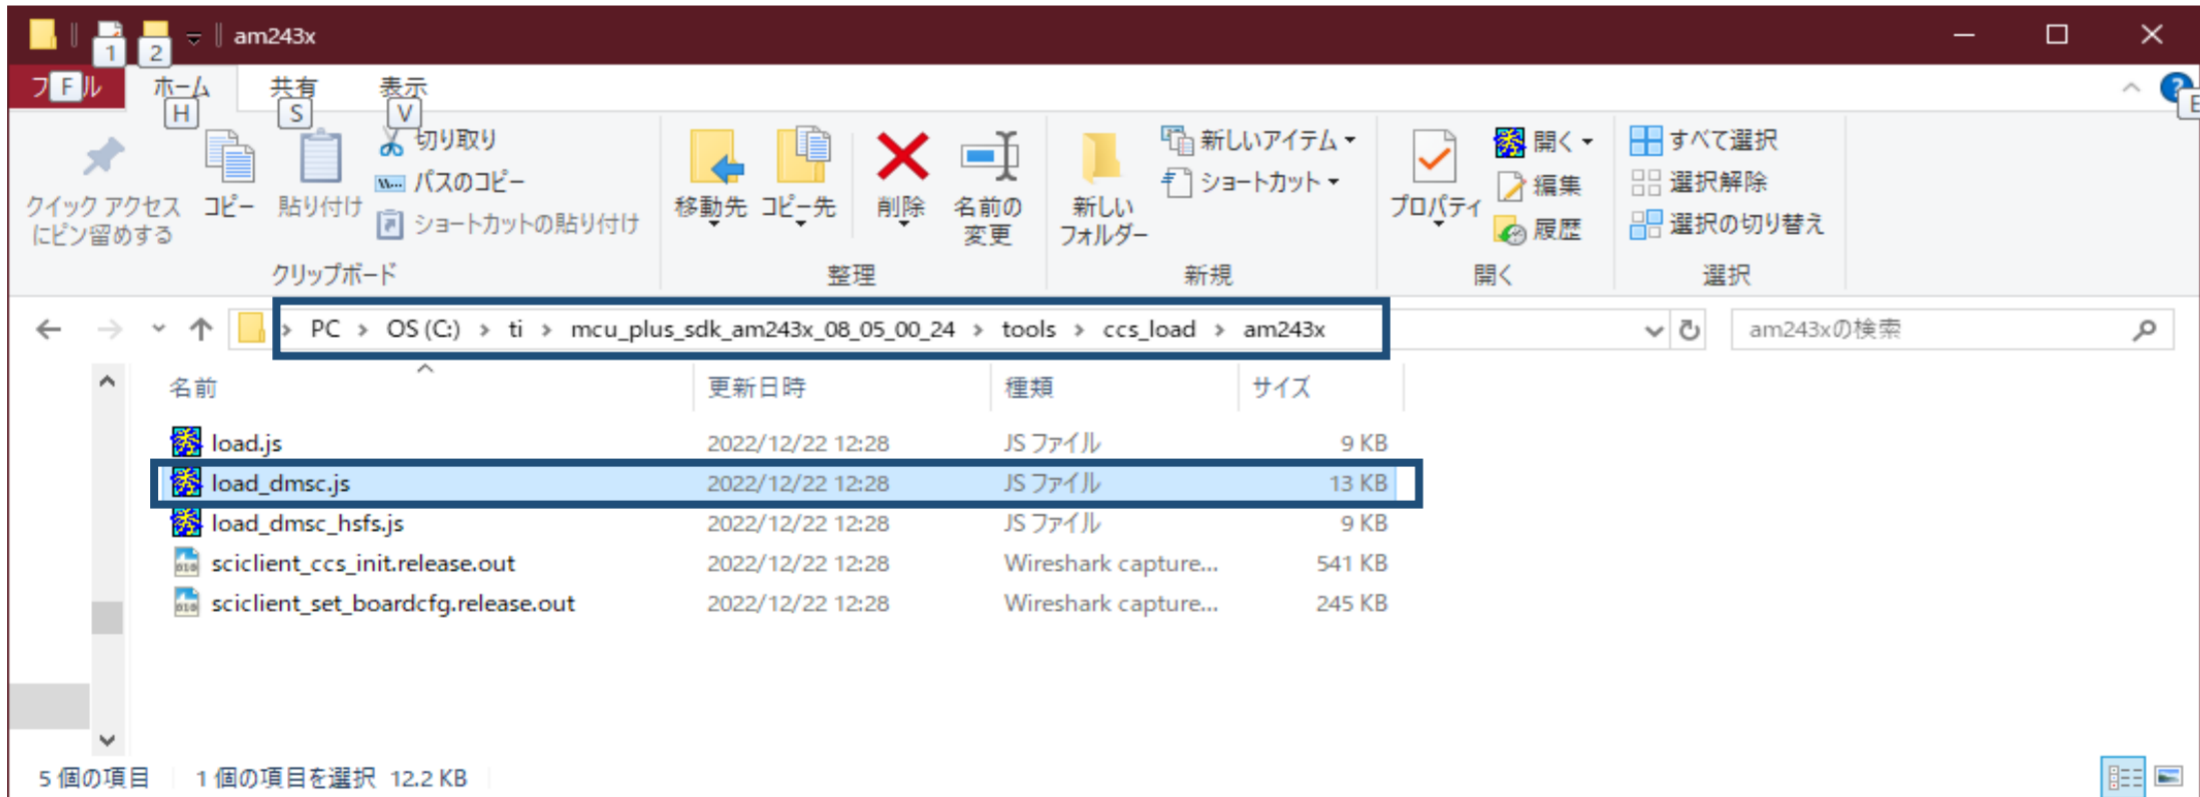 1 2 am243x
フ F ル ホーム 共有 表示
H S V E
クイック アクセス
にピン留めする
コピー
貼り付け
切り取り
パスのコピー
ショートカットの貼り付け
クリップボード
移動先
コピー先
削除
名前の
変更
整理
新しい
フォルダー
新しいアイテム
ショートカット
新規
プロパティ
開く
編集
履歴
開く
すべて選択
選択解除
選択の切り替え
選択
PC > OS (C:) > ti > mcu_plus_sdk_am243x_08_05_00_24 > tools > ccs_load > am243x
am243xの検索
名前 更新日時 種類 サイズ
load.js 2022/12/22 12:28 JS ファイル 9 KB
load_dmsc.js 2022/12/22 12:28 JS ファイル 13 KB
load_dmsc_hsfs.js 2022/12/22 12:28 JS ファイル 9 KB
sciclient_ccs_init.release.out 2022/12/22 12:28 Wireshark capture... 541 KB
sciclient_set_boardcfg.release.out 2022/12/22 12:28 Wireshark capture... 245 KB
5 個の項目 1 個の項目を選択 12.2 KB